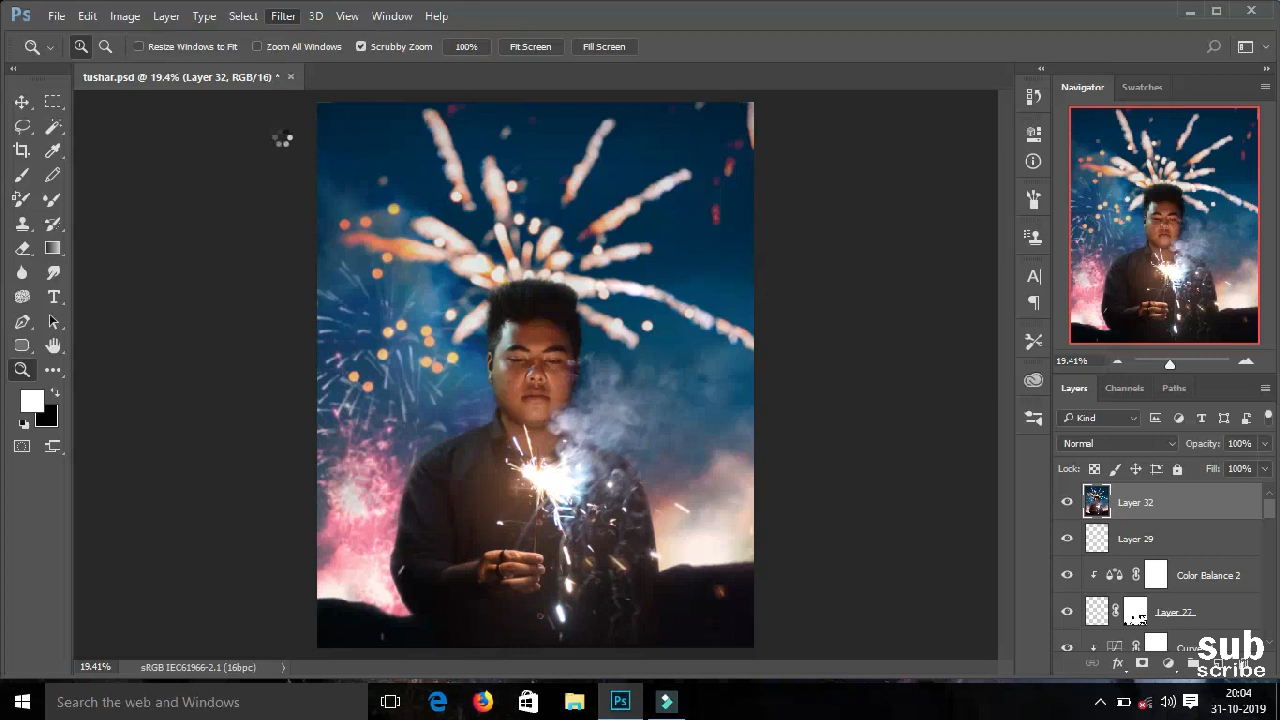 Ps File Edit Image Layer Type Select Filter 3D View Window Help
Resize Windows to Fit Zoom All Windows Scrubby Zoom 100% Fit Screen Fill Screen
tushar.psd @ 19.4% (Layer 32, RGB/16) *
Navigator Swatches
19.41%
Layers Channels Paths
Kind
Normal Opacity: 100%
Lock: Fill: 100%
Layer 32
Layer 29
Color Balance 2
Layer 27
sub
scribe
19.41% sRGB IEC61966-2.1 (16bpc)
Search the web and Windows
Ps
20:04
31-10-2019